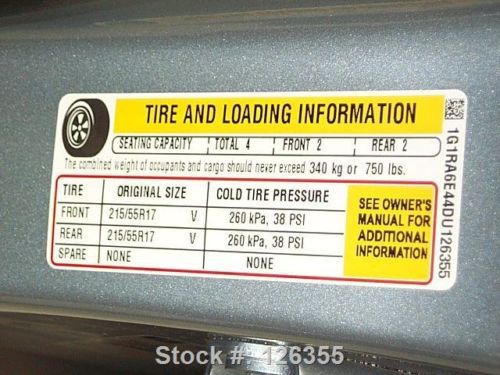 TIRE AND LOADING INFORMATION
SEATING CAPACITY TOTAL 4 FRONT 2 REAR 2
The combined weight of occupants and cargo should never exceed 340 kg or 750 lbs.
TIRE ORIGINAL SIZE COLD TIRE PRESSURE
FRONT 215/55R17 V 260 kPa, 38 PSI
REAR 215/55R17 V 260 kPa, 38 PSI
SPARE NONE NONE
SEE OWNER'S
MANUAL FOR
ADDITIONAL
INFORMATION
1G1RA6E44DU126355
Stock # 126355